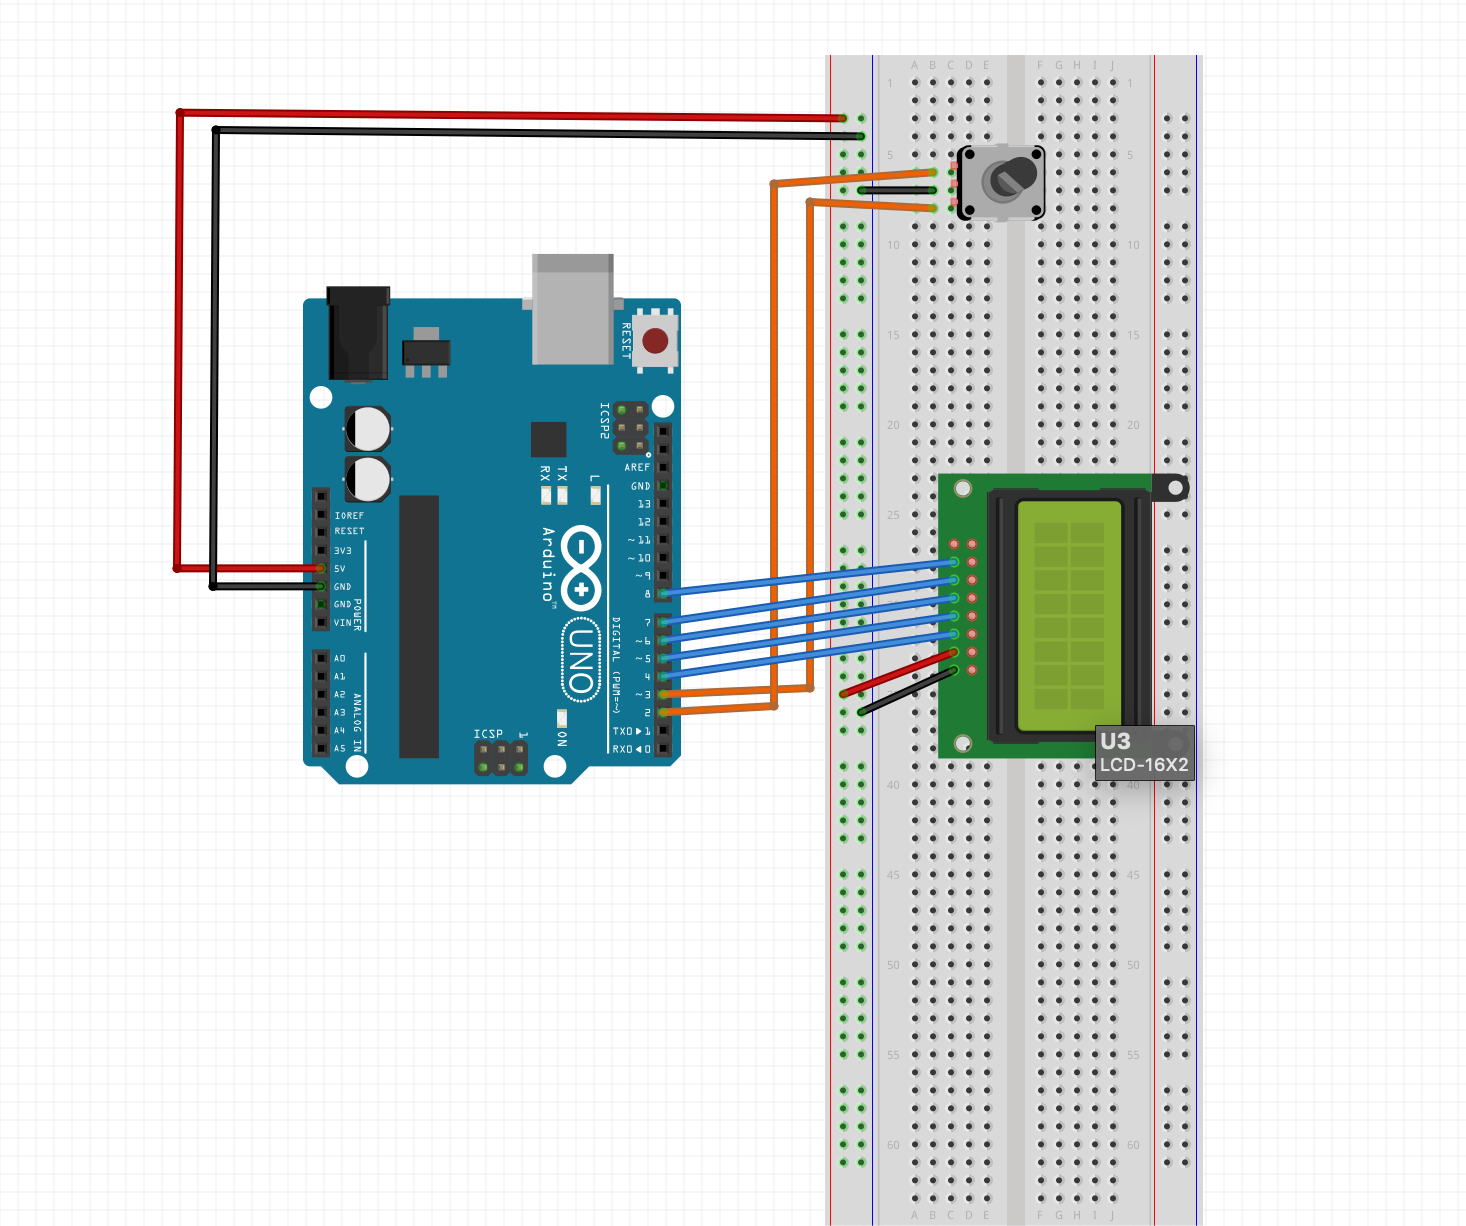 A B C D E F G H I J
1 1
5 5
10 10
15 15
20 20
25
40 40
45 45
50 50
55 55
60 60
A B C D E F G H I J
RESET
ICSP2
AREF
GND
13
12
~11
~10
~9
8
7
~6
~5
4
~3
2
TX0▶1
RX0◀0
DIGITAL (PWM=~)
RX
TX
L
IOREF
RESET
3V3
5V
GND
GND
VIN
POWER
A0
A1
A2
A3
A4
A5
ANALOG IN
Arduino™
UNO
ON
ICSP
1
U3
LCD-16X2